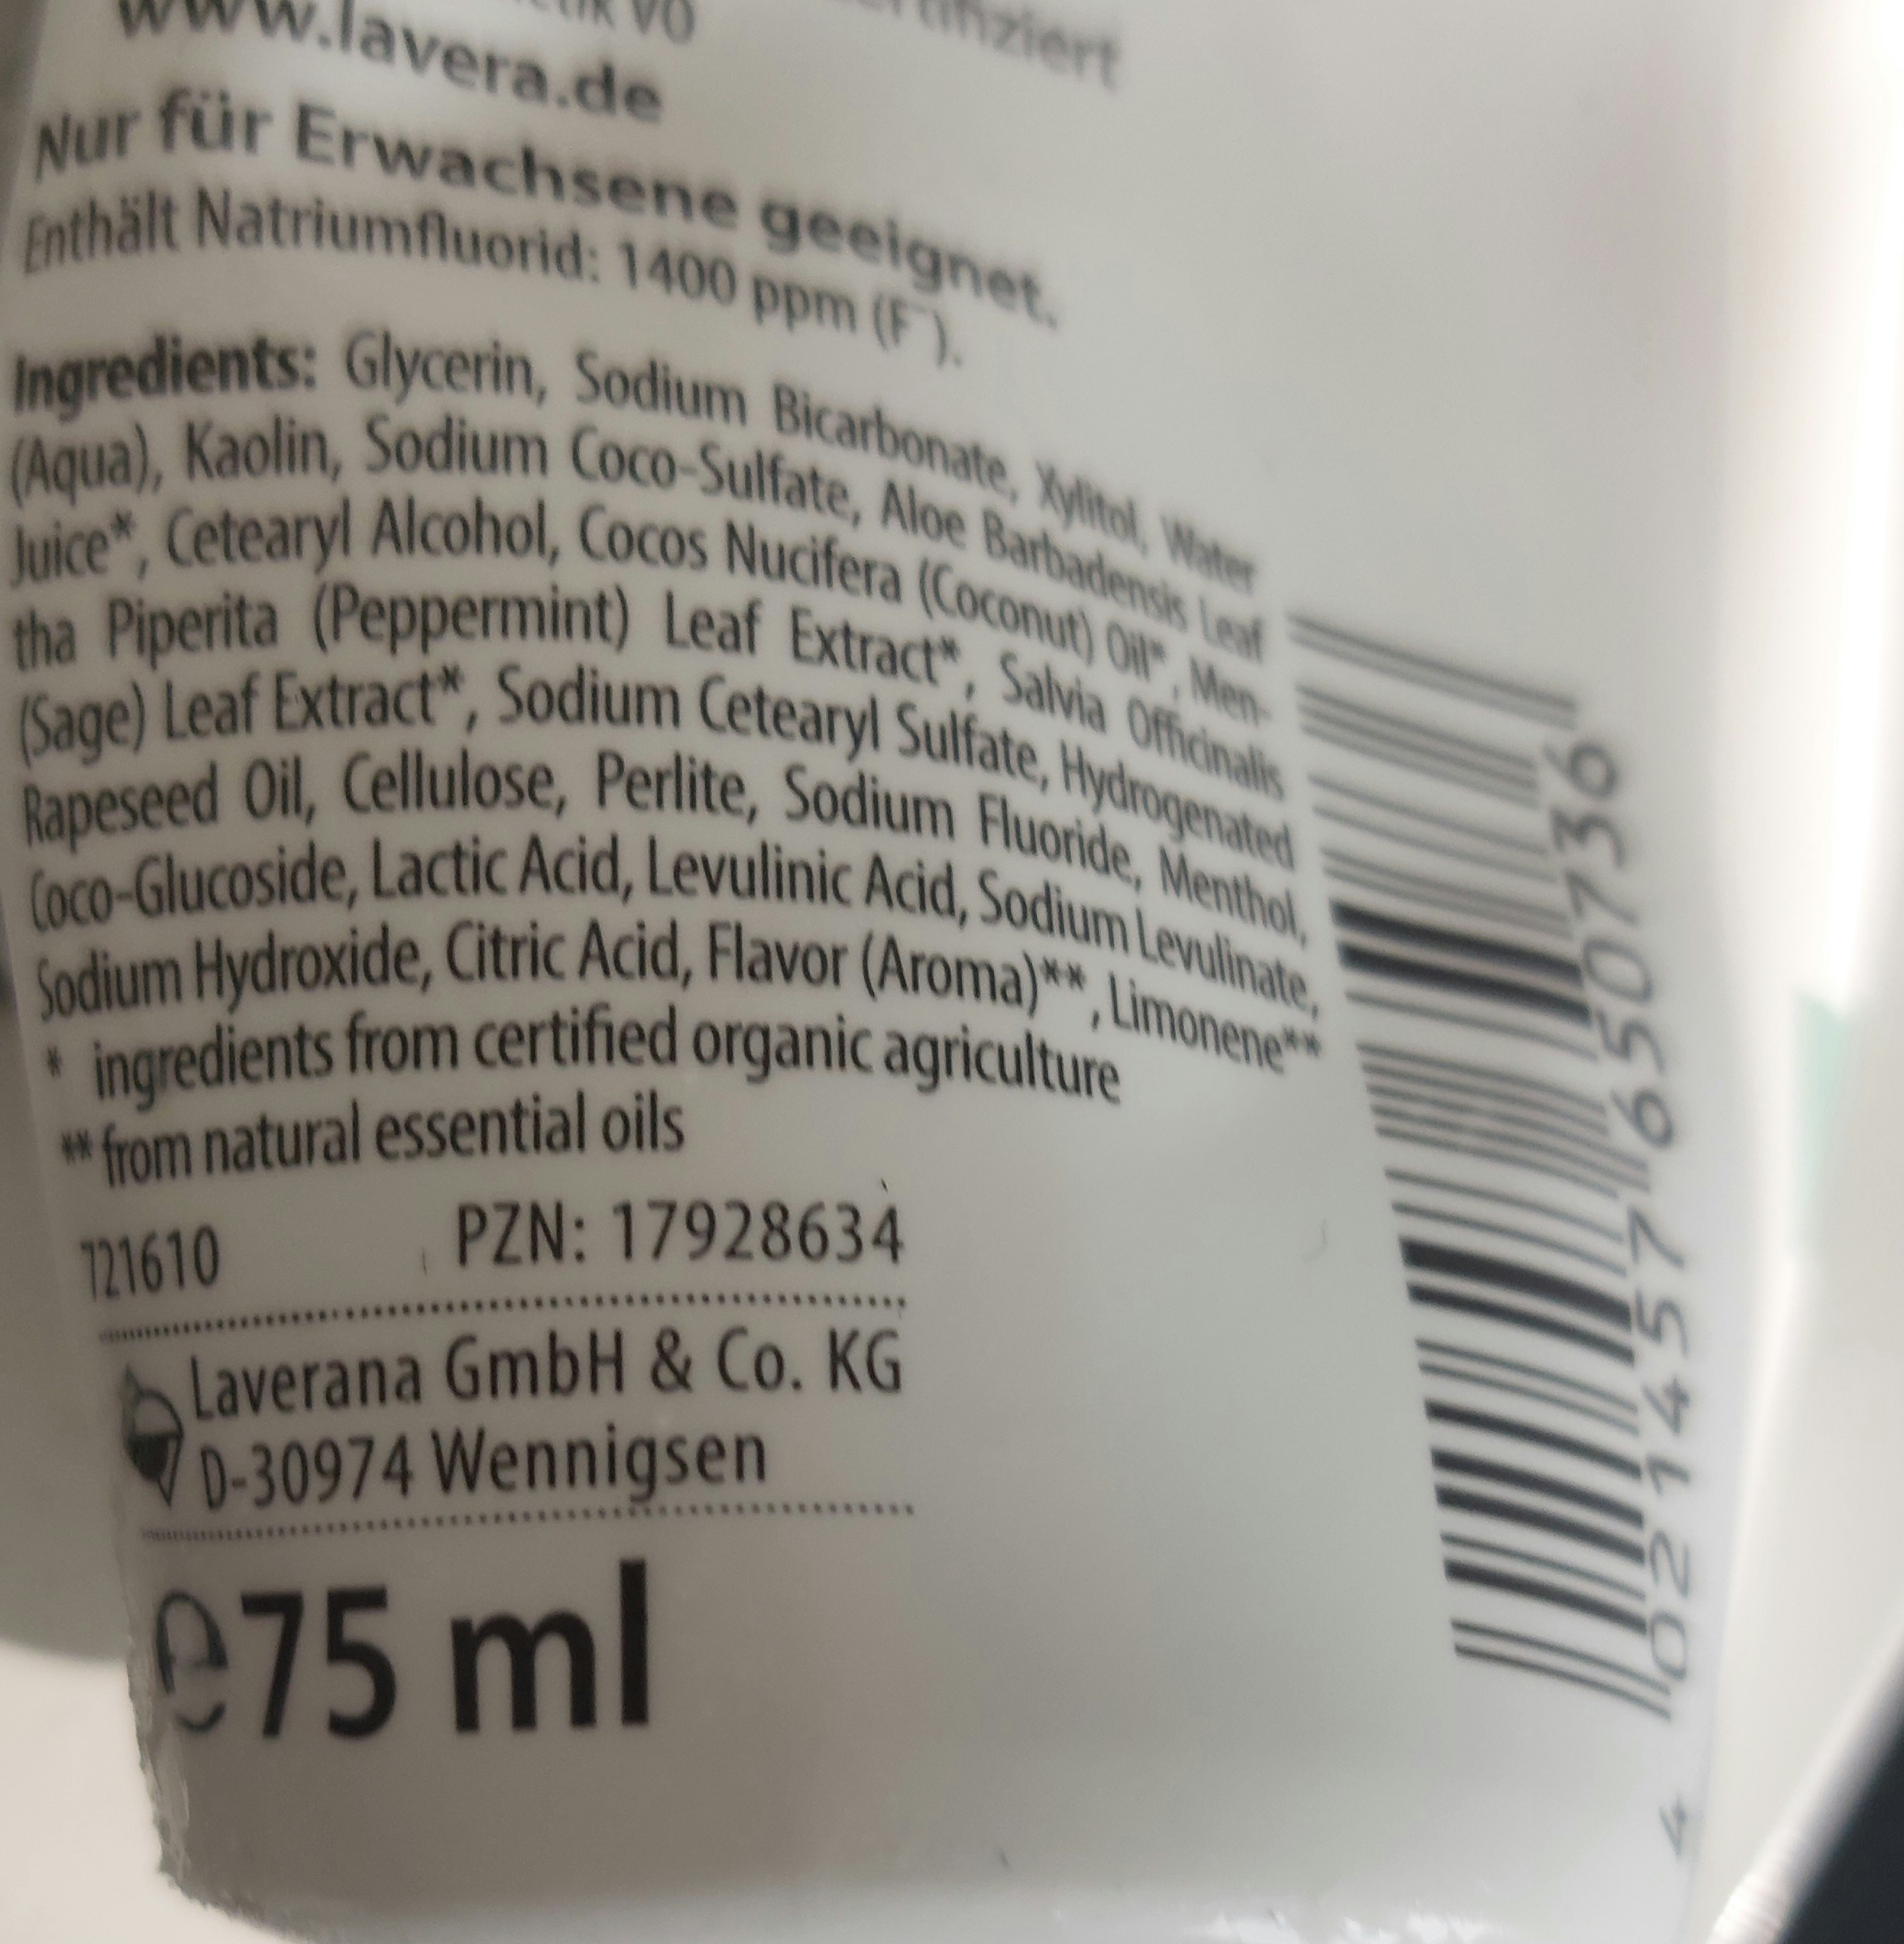 VO
www.lavera.de
Nur für Erwachsene geeignet.
Enthält Natriumfluorid: 1400 ppm (F⁻).
Ingredients: Glycerin, Sodium Bicarbonate, Xylitol, Water
(Aqua), Kaolin, Sodium Coco-Sulfate, Aloe Barbadensis Leaf
Juice*, Cetearyl Alcohol, Cocos Nucifera (Coconut) Oil*, Men-
tha Piperita (Peppermint) Leaf Extract*, Salvia Officinalis
(Sage) Leaf Extract*, Sodium Cetearyl Sulfate, Hydrogenated
Rapeseed Oil, Cellulose, Perlite, Sodium Fluoride, Menthol,
Coco-Glucoside, Lactic Acid, Levulinic Acid, Sodium Levulinate,
Sodium Hydroxide, Citric Acid, Flavor (Aroma)**, Limonene**
* ingredients from certified organic agriculture
** from natural essential oils
721610 PZN: 17928634
Laverana GmbH & Co. KG
D-30974 Wennigsen
e75 ml
4 021457 650736